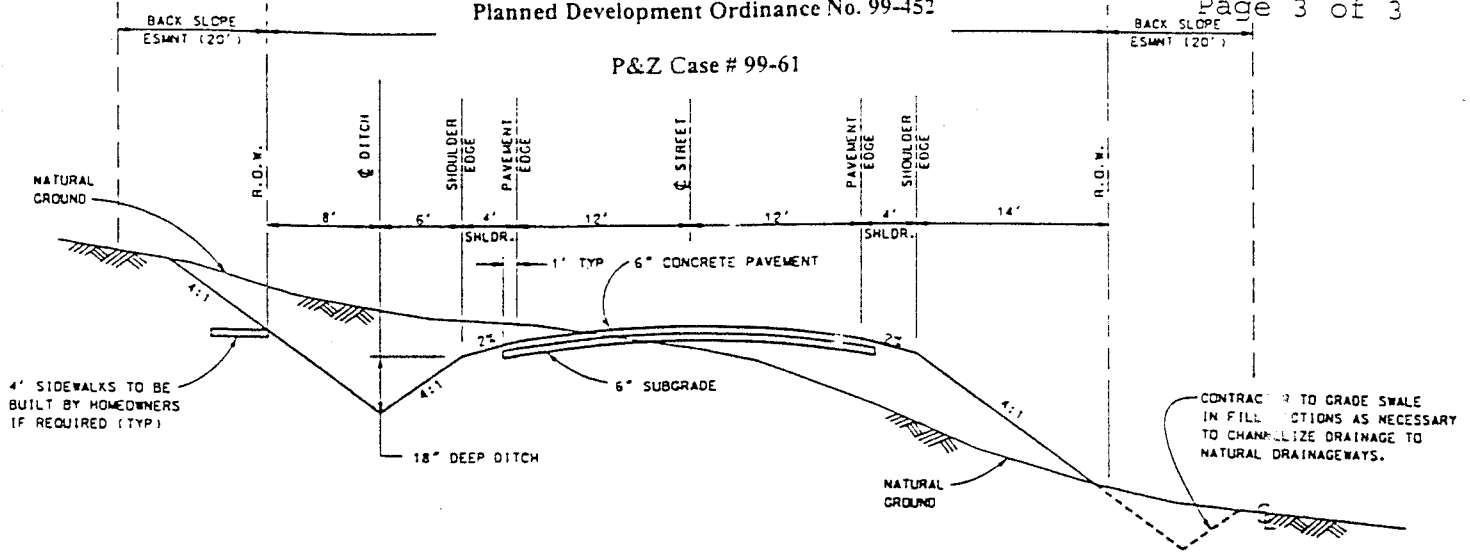 Planned Development Ordinance No. 99-452
Page 3 of 3
BACK SLOPE
ESMNT (20')
BACK SLOPE
ESMNT (20')
P&Z Case # 99-61
R.O.W.
℄ DITCH
SHOULDER
EDGE
PAVEMENT
EDGE
℄ STREET
PAVEMENT
EDGE
SHOULDER
EDGE
R.O.W.
NATURAL
GROUND
8'
6'
4'
12'
12'
4'
14'
SHLDR.
SHLDR.
1' TYP
6" CONCRETE PAVEMENT
4:1
2%
2%
4:1
4:1
6" SUBGRADE
4' SIDEWALKS TO BE
BUILT BY HOMEOWNERS
IF REQUIRED (TYP)
18" DEEP DITCH
NATURAL
GROUND
TO GRADE SWALE
IN FILL AS NECESSARY
TO DRAINAGE TO
NATURAL DRAINAGEWAYS.